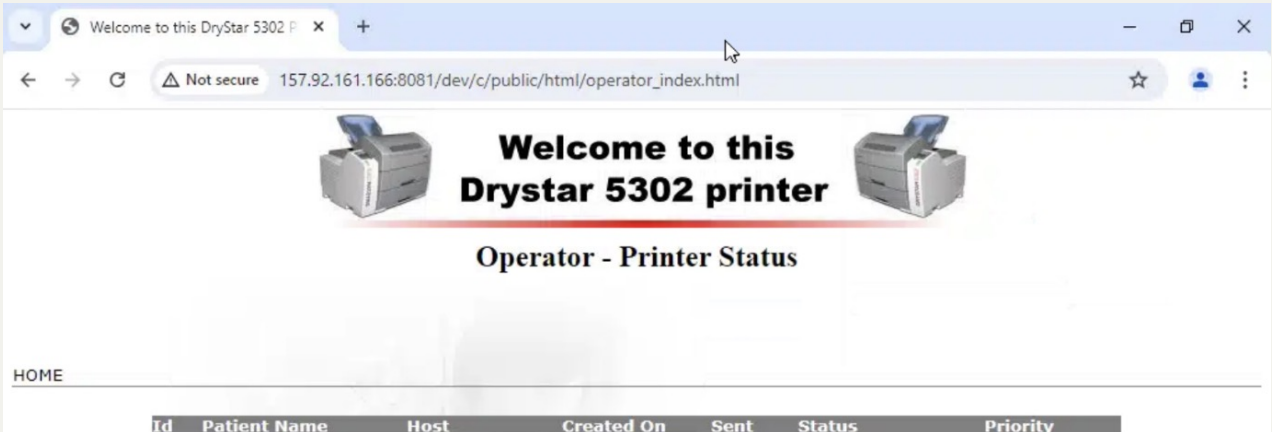 Welcome to this DryStar 5302 P
Not secure 157.92.161.166:8081/dev/c/public/html/operator_index.html
Welcome to this
Drystar 5302 printer
Operator - Printer Status
HOME
Id Patient Name Host Created On Sent Status Priority